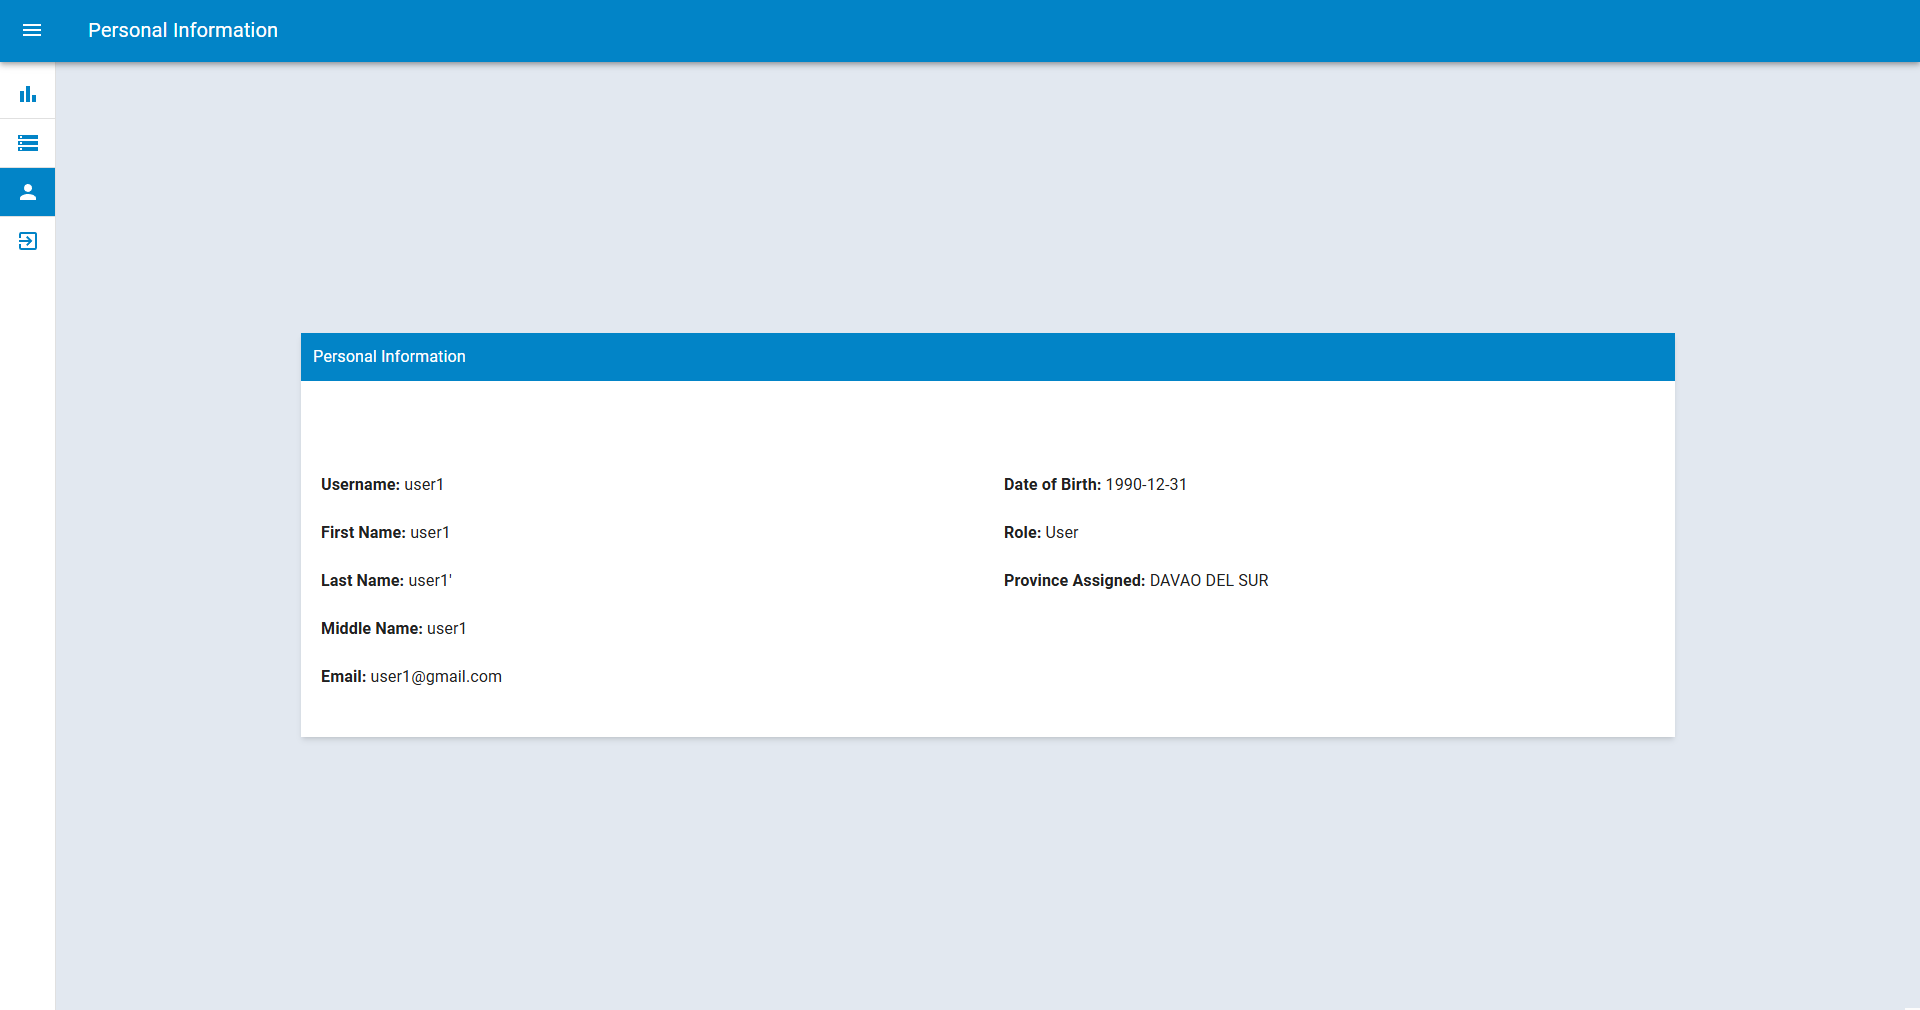 Personal Information
Personal Information
Username: user1
First Name: user1
Last Name: user1'
Middle Name: user1
Email: user1@gmail.com
Date of Birth: 1990-12-31
Role: User
Province Assigned: DAVAO DEL SUR